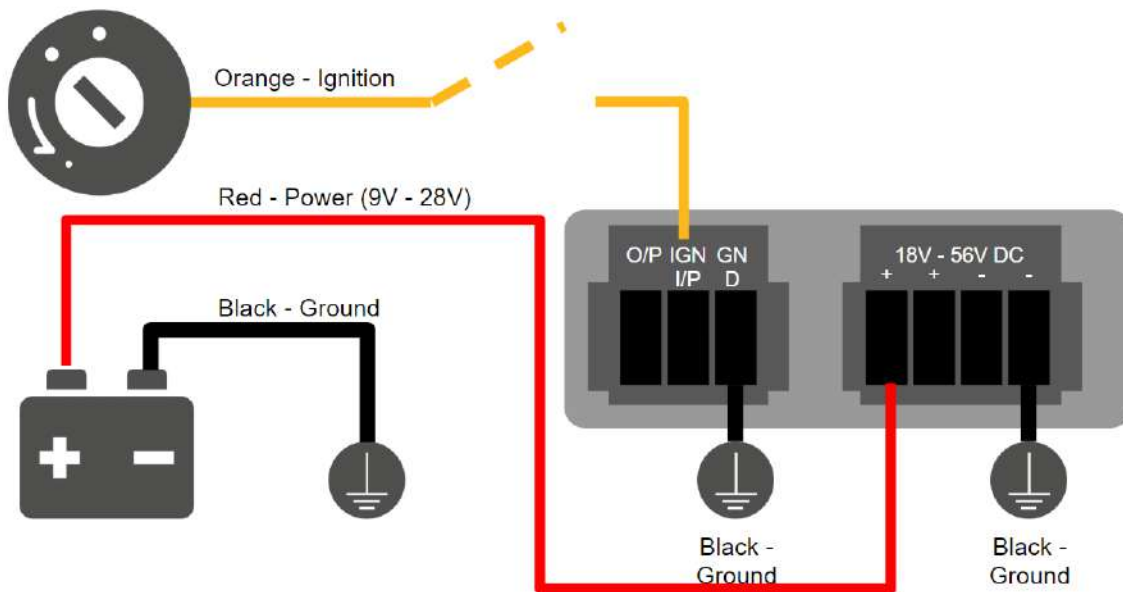 Orange - Ignition
Red - Power (9V - 28V)
O/P IGN GN
I/P D
18V - 56V DC
+ + - -
Black - Ground
+ -
Black -
Ground
Black -
Ground